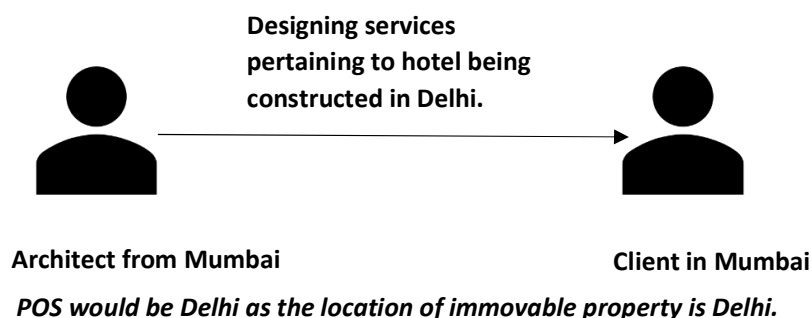 Designing services
pertaining to hotel being
constructed in Delhi.
Architect from Mumbai
Client in Mumbai
POS would be Delhi as the location of immovable property is Delhi.